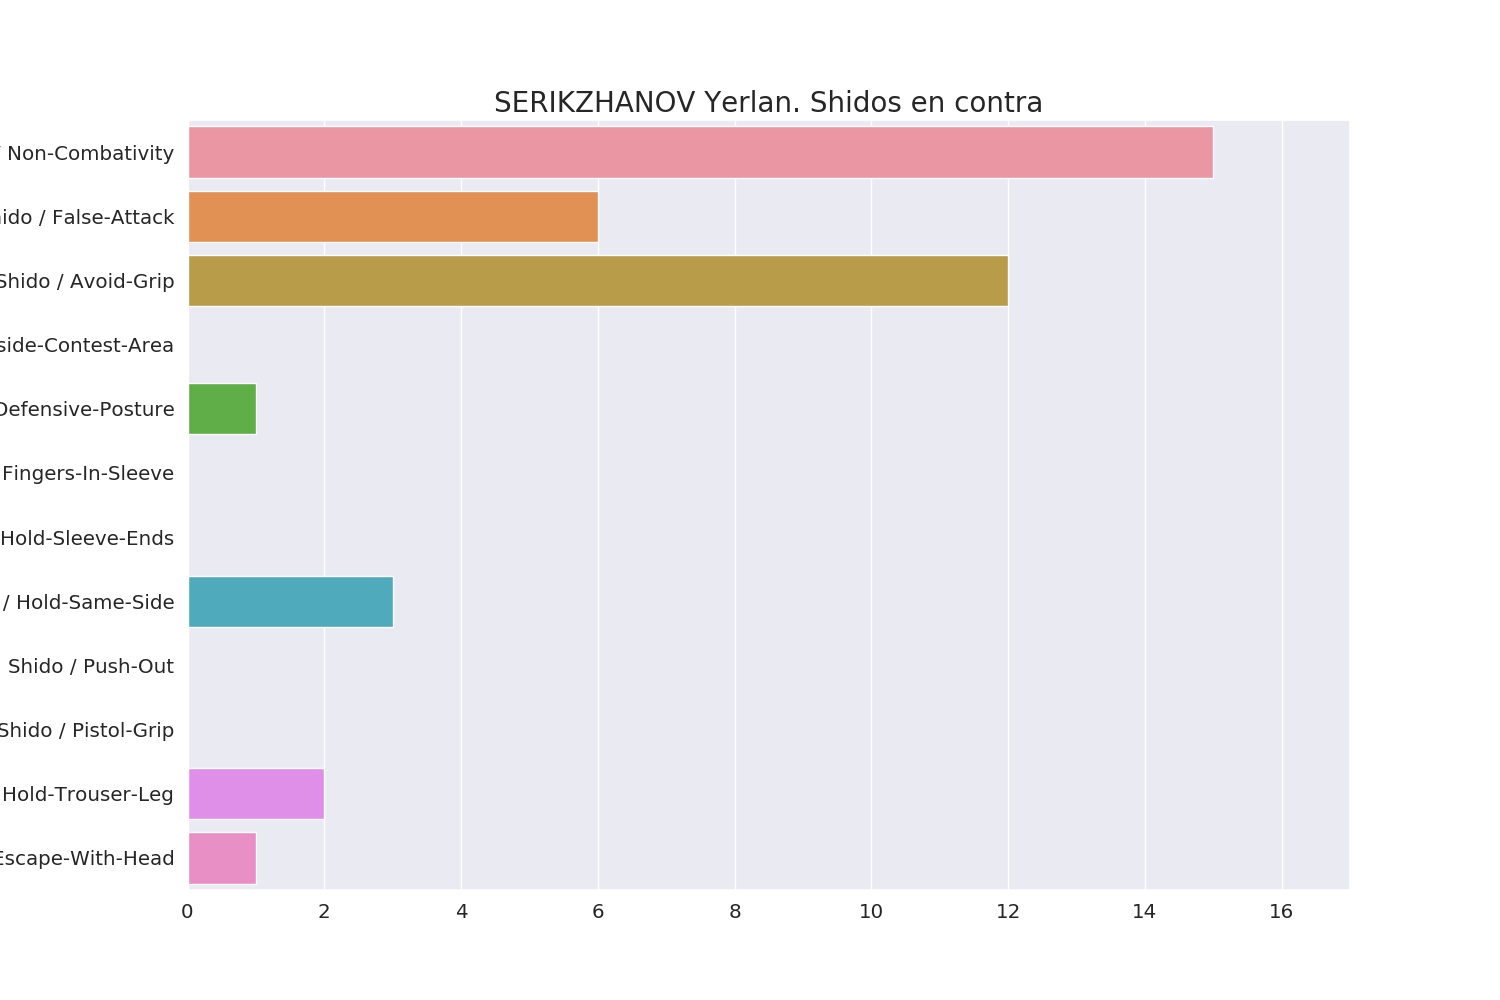 SERIKZHANOV Yerlan. Shidos en contra
/ Non-Combativity
/ False-Attack
Shido / Avoid-Grip
-Contest-Area
Defensive-Posture
Fingers-In-Sleeve
Hold-Sleeve-Ends
/ Hold-Same-Side
Shido / Push-Out
Shido / Pistol-Grip
Hold-Trouser-Leg
Escape-With-Head
0 2 4 6 8 10 12 14 16